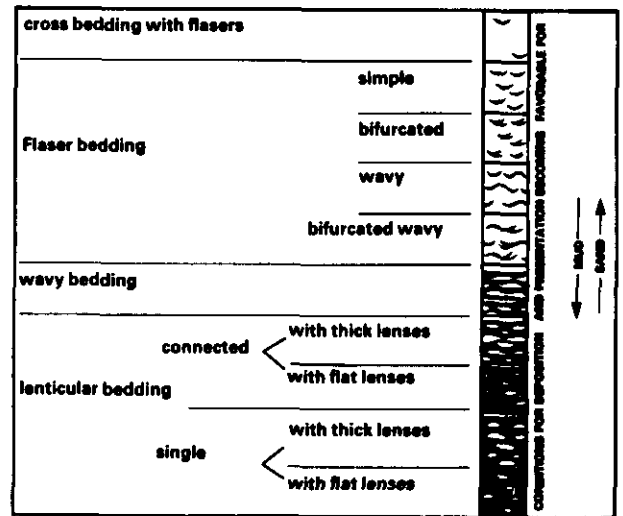 cross bedding with flasers
simple
bifurcated
Flaser bedding
wavy
bifurcated wavy
wavy bedding
with thick lenses
connected
with flat lenses
lenticular bedding
with thick lenses
single
with flat lenses
CONDITIONS FOR DEPOSITION AND PRESENTATION BECOMING FAVORABLE FOR
MUD
SAND